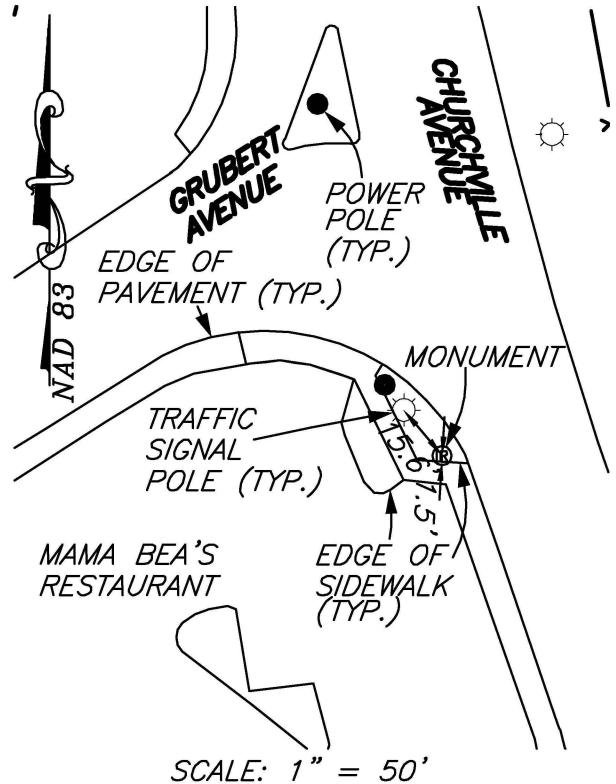 CHURCHVILLE
AVENUE
GRUBERT
AVENUE
POWER
POLE
(TYP.)
NAD 83
EDGE OF
PAVEMENT (TYP.)
MONUMENT
TRAFFIC
SIGNAL
POLE (TYP.)
15.6'
1.5'
R
MAMA BEA'S
RESTAURANT
EDGE OF
SIDEWALK
(TYP.)
SCALE: 1" = 50'